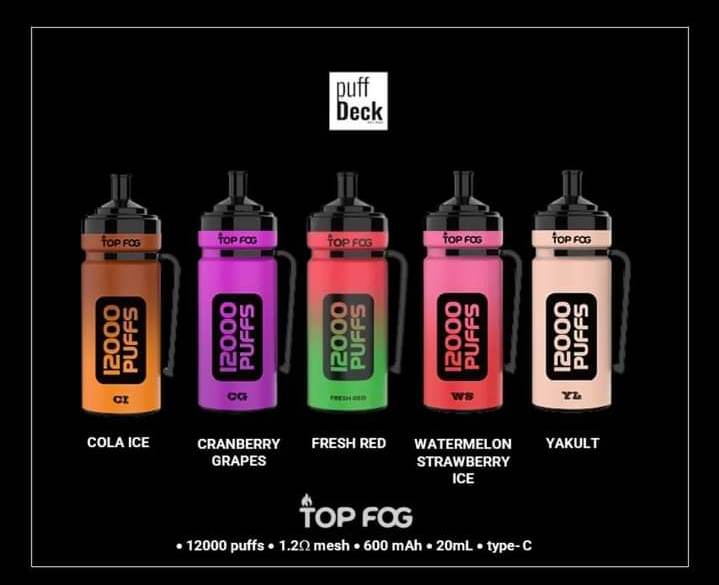 puff
Deck
TOP FOG
TOP FOG
TOP FOG
TOP FOG
TOP FOG
12000
PUFFS
12000
PUFFS
12000
PUFFS
12000
PUFFS
12000
PUFFS
CI
CG
FRESH RED
WS
YL
COLA ICE
CRANBERRY
GRAPES
FRESH RED
WATERMELON
STRAWBERRY
ICE
YAKULT
TOP FOG
• 12000 puffs • 1.2Ω mesh • 600 mAh • 20mL • type-C